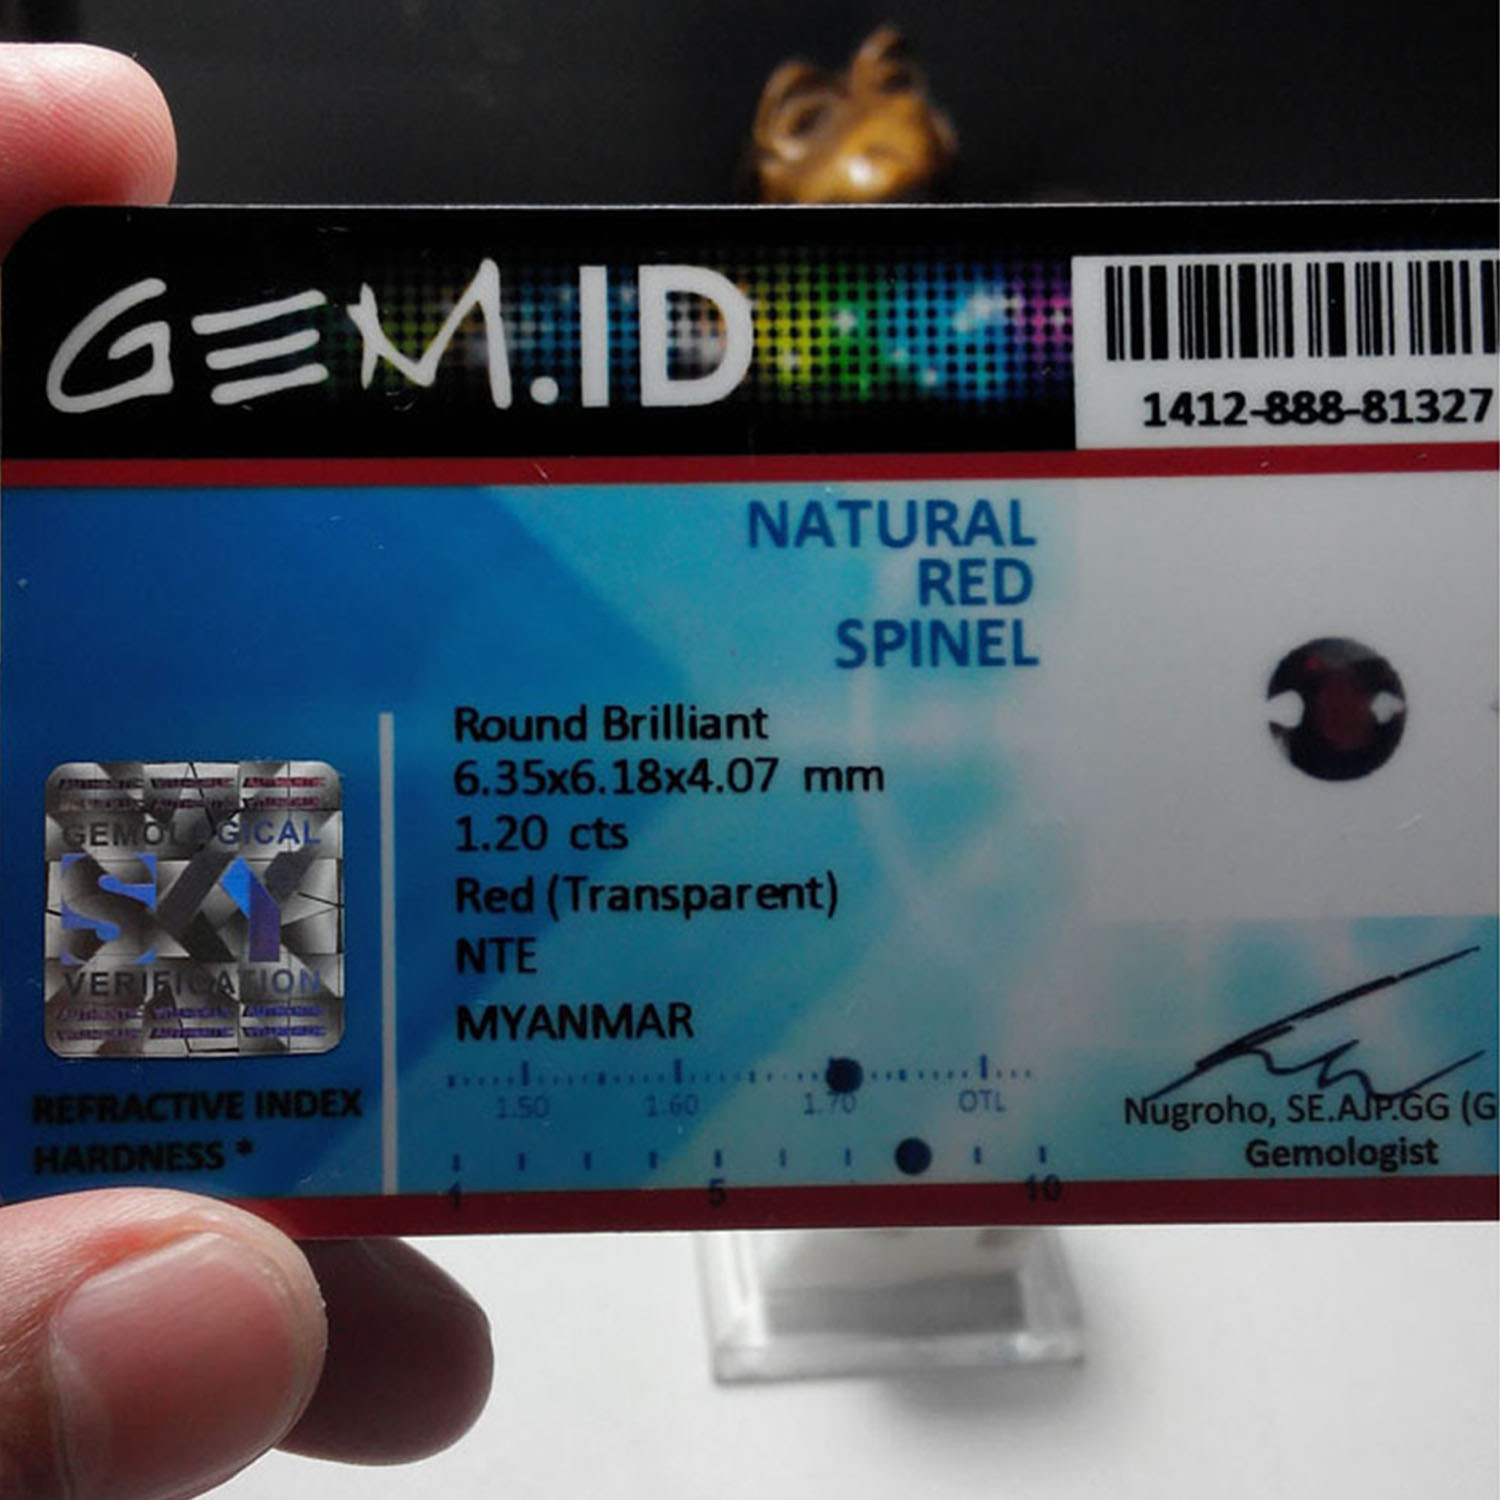 GEM.ID
1412-888-81327
NATURAL
RED
SPINEL
Round Brilliant
6.35x6.18x4.07 mm
1.20 cts
Red (Transparent)
NTE
MYANMAR
GEMOLOGICAL
SKY
VERIFICATION
REFRACTIVE INDEX
1.50 1.60 1.70 OTL
HARDNESS *
1 5 10
Nugroho, SE.AJP.GG (G
Gemologist